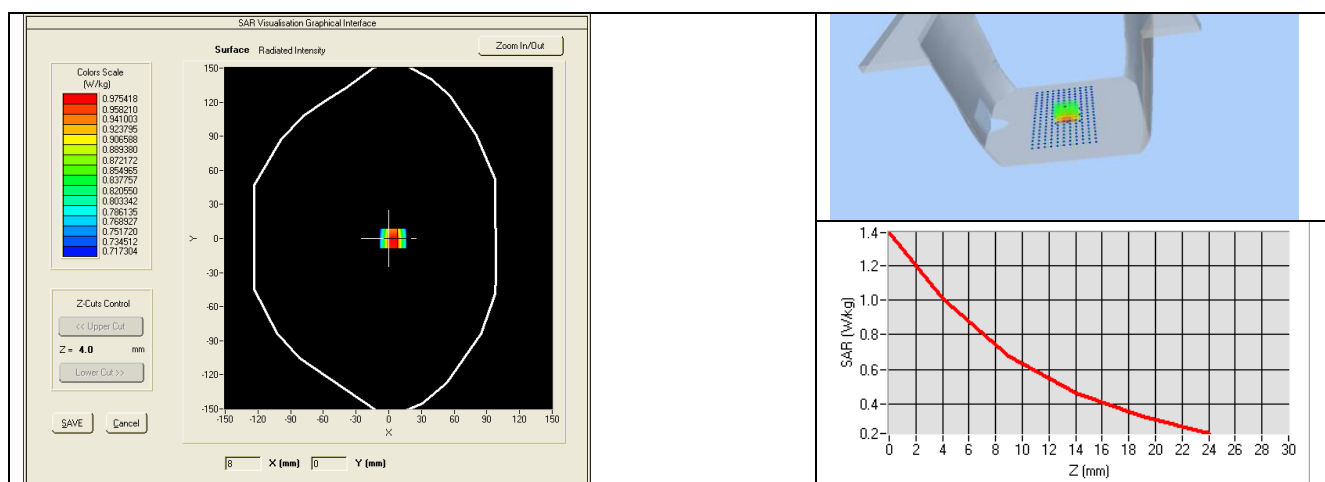 SAR Visualisation Graphical Interface
Surface Radiated Intensity
Zoom In/Out
Colors Scale
(W/kg)
0.975418
0.958210
0.941003
0.923795
0.906588
0.889380
0.872172
0.854965
0.837757
0.820550
0.803342
0.786135
0.768927
0.751720
0.734512
0.717304
Z-Cuts Control
<< Upper Cut
Z = 4.0 mm
Lower Cut >>
SAVE Cancel
150
120
90
60
30
0
-30
-60
-90
-120
-150
Y
-150 -120 -90 -60 -30 0 30 60 90 120 150
X
8 X (mm) 0 Y (mm)
1.4
1.2
1.0
0.8
0.6
0.4
0.2
SAR (W/kg)
0 2 4 6 8 10 12 14 16 18 20 22 24 26 28 30
Z (mm)